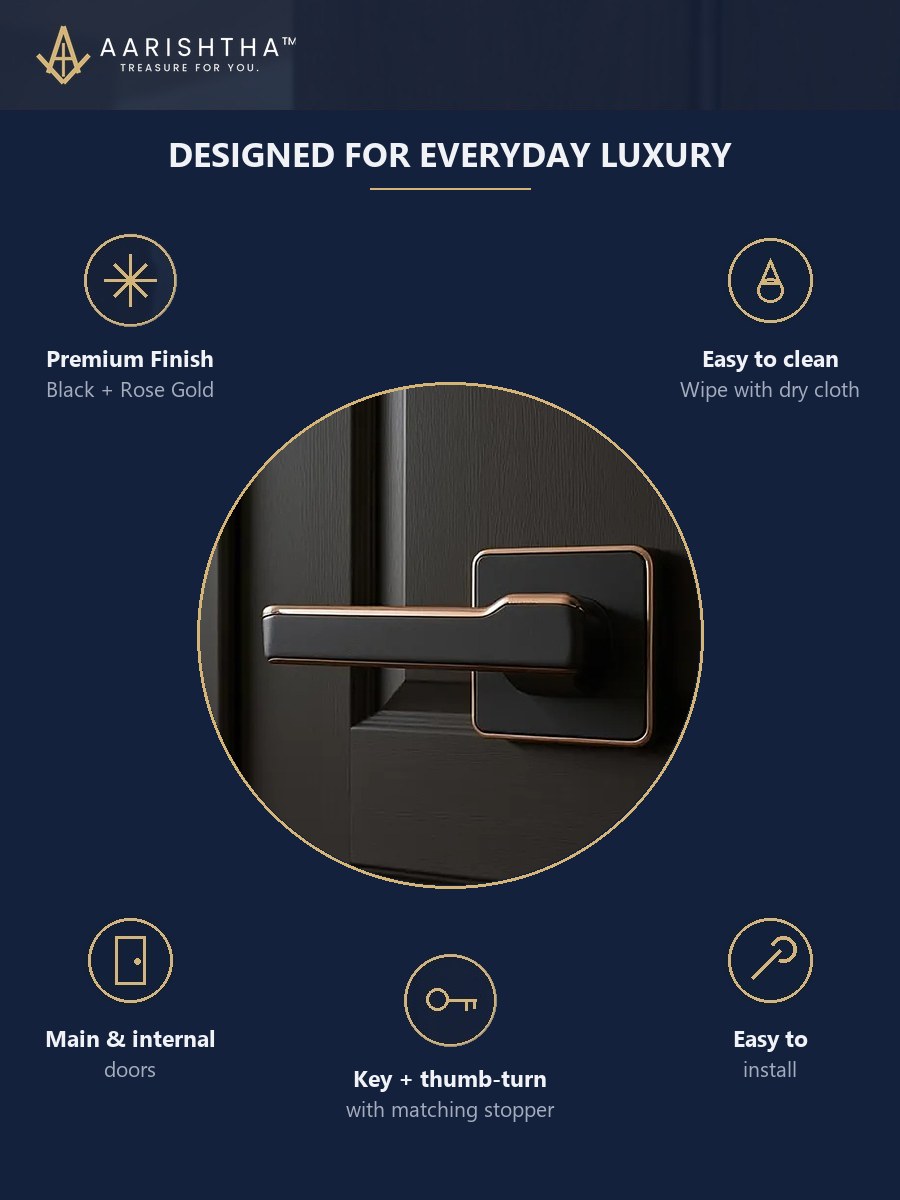 AARISHTHA™
TREASURE FOR YOU.
DESIGNED FOR EVERYDAY LUXURY
Premium Finish
Black + Rose Gold
Easy to clean
Wipe with dry cloth
Main & internal
doors
Key + thumb-turn
with matching stopper
Easy to
install